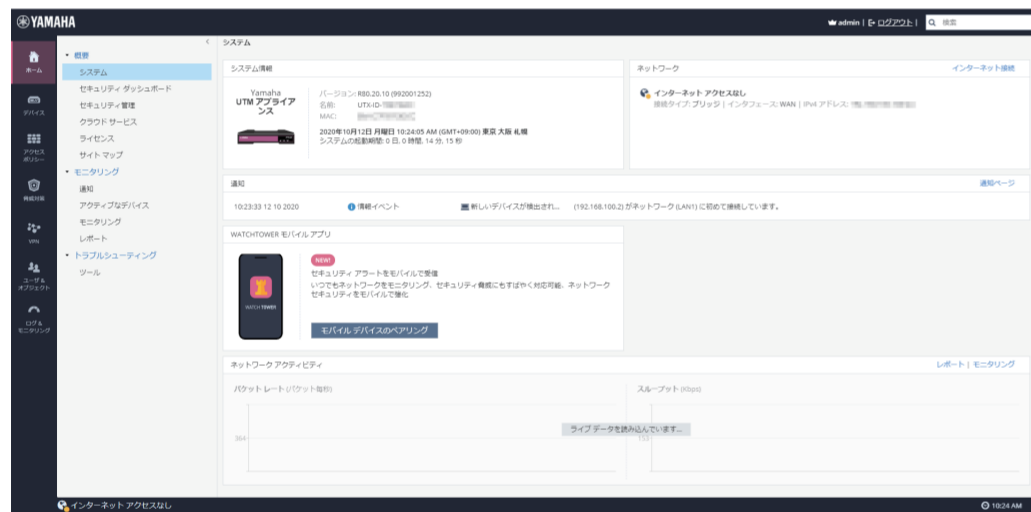 YAMAHA
admin | ログアウト |
検索
ホーム
デバイス
アクセス
ポリシー
脅威対策
VPN
ユーザ &
オブジェクト
ログ &
モニタリング
概要
システム
セキュリティ ダッシュボード
セキュリティ管理
クラウド サービス
ライセンス
サイト マップ
モニタリング
通知
アクティブなデバイス
モニタリング
レポート
トラブルシューティング
ツール
システム
システム情報
Yamaha
UTM アプライア
ンス
バージョン: R80.20.10 (992001252)
名前: UTX-ID-
MAC:
2020年10月12日 月曜日 10:24:05 AM (GMT+09:00) 東京 大阪 札幌
システムの起動期間: 0 日, 0 時間, 14 分, 15 秒
ネットワーク
インターネット接続
インターネット アクセスなし
接続タイプ: ブリッジ | インタフェース: WAN | IPv4 アドレス:
通知
通知ページ
10:23:33 12 10 2020 情報イベント 新しいデバイスが検出され... (192.168.100.2) がネットワーク (LAN1) に初めて接続しています。
WATCHTOWER モバイル アプリ
WATCH TOWER
NEW!
セキュリティ アラートをモバイルで受信
いつでもネットワークをモニタリング、セキュリティ脅威にもすばやく対応可能、ネットワーク
セキュリティをモバイルで強化
モバイル デバイスのペアリング
ネットワーク アクティビティ
レポート | モニタリング
パケット レート (パケット毎秒)
364
スループット (Kbps)
153
ライブ データを読み込んでいます...
インターネット アクセスなし
10:24 AM